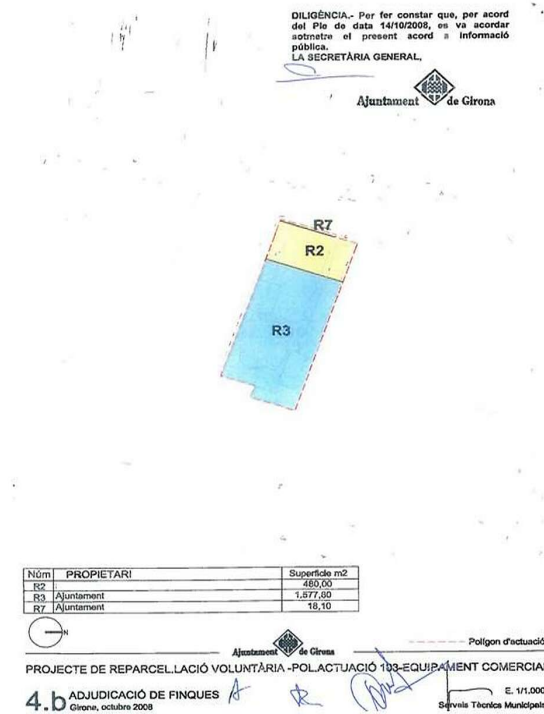 DILIGÈNCIA.- Per fer constar que, per acord
del Ple de data 14/10/2008, es va acordar
sotmetre el present acord a informació
pública.
LA SECRETÀRIA GENERAL,
Ajuntament de Girona
R7
R2
R3
Núm PROPIETARI Superficie m2
R2 480,00
R3 Ajuntament 1.577,80
R7 Ajuntament 18,10
N
Ajuntament de Girona
Polígon d'actuació
PROJECTE DE REPARCEL.LACIÓ VOLUNTÀRIA -POL.ACTUACIÓ 103-EQUIPAMENT COMERCIA
4.b ADJUDICACIÓ DE FINQUES
Girona, octubre 2008
E. 1/1.000
Serveis Tècnics Municipals